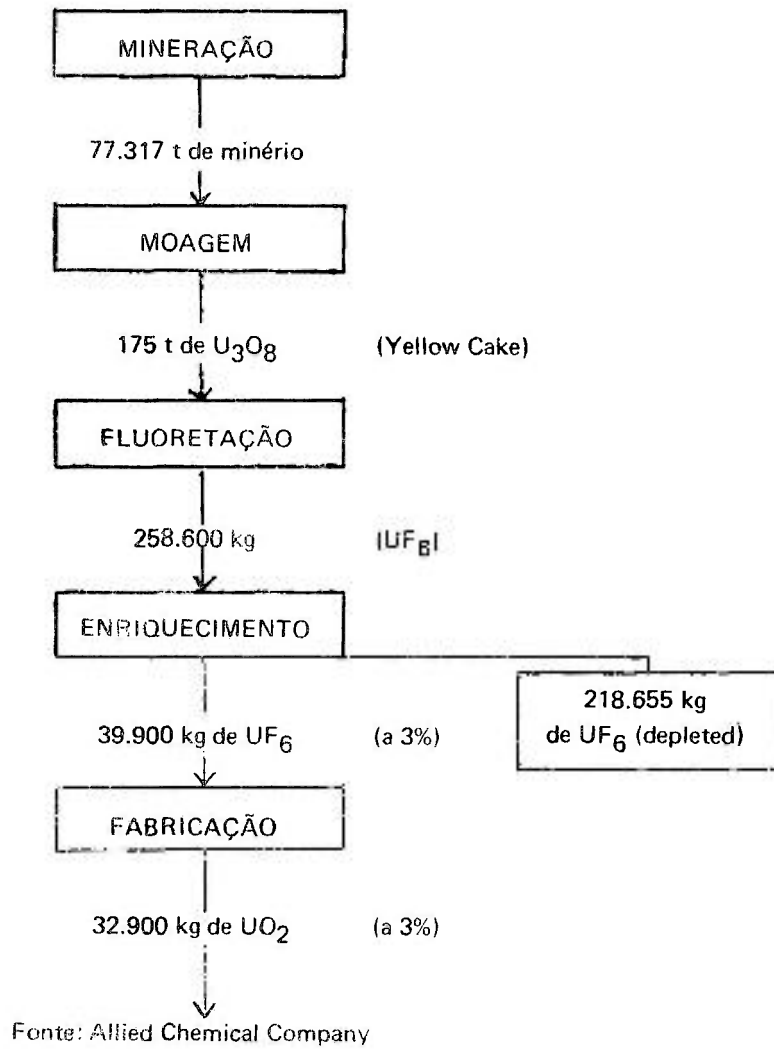 MINERAÇÃO
77.317 t de minério
MOAGEM
175 t de U3O8 (Yellow Cake)
FLUORETAÇÃO
258.600 kg |UF6|
ENRIQUECIMENTO
218.655 kg
de UF6 (depleted)
39.900 kg de UF6 (a 3%)
FABRICAÇÃO
32.900 kg de UO2 (a 3%)
Fonte: Allied Chemical Company